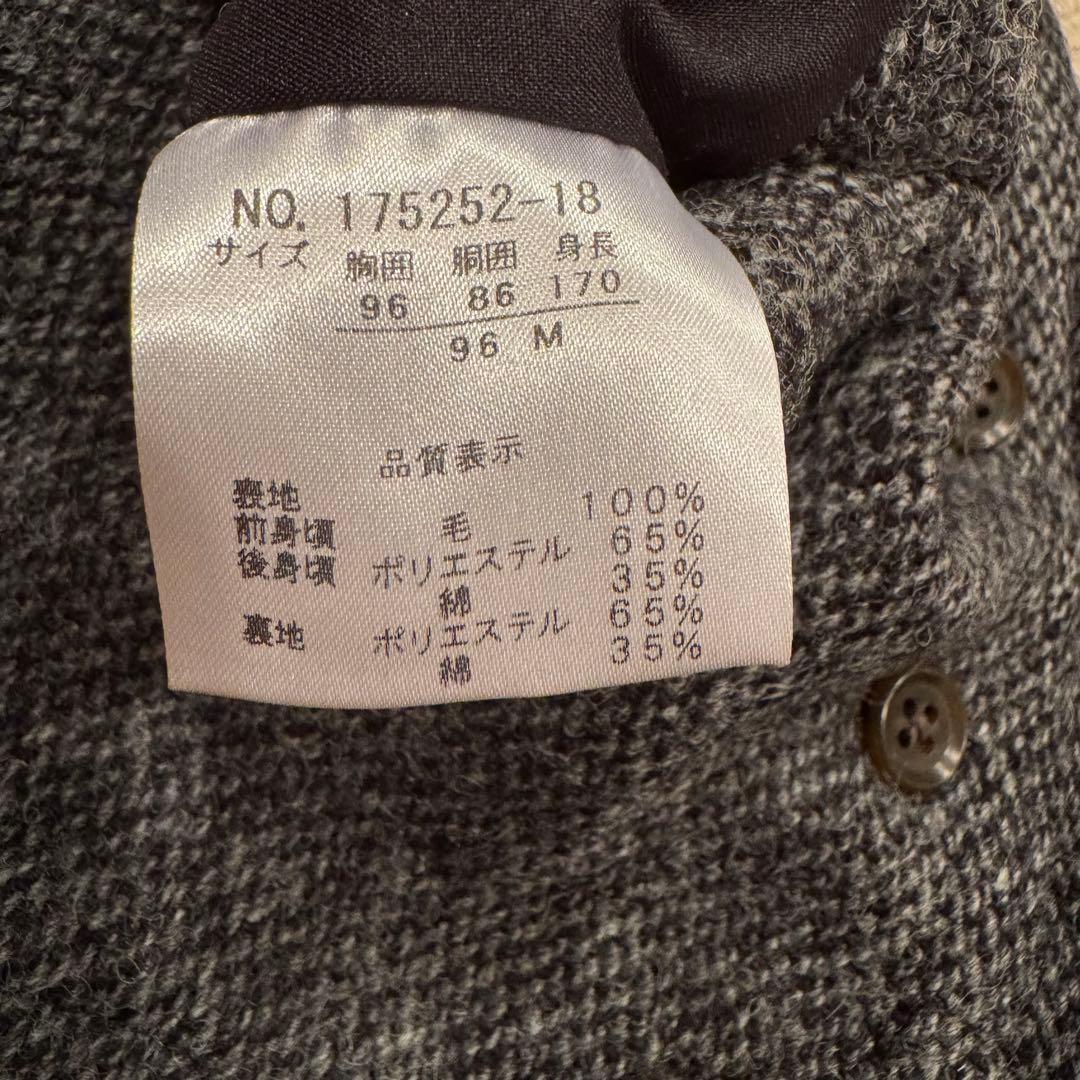 NO. 175252-18
サイズ 胸囲 胴囲 身長
96 86 170
96 M
品質表示
表地 毛 100%
前身頃 ポリエステル 65%
後身頃 綿 35%
裏地 ポリエステル 65%
綿 35%